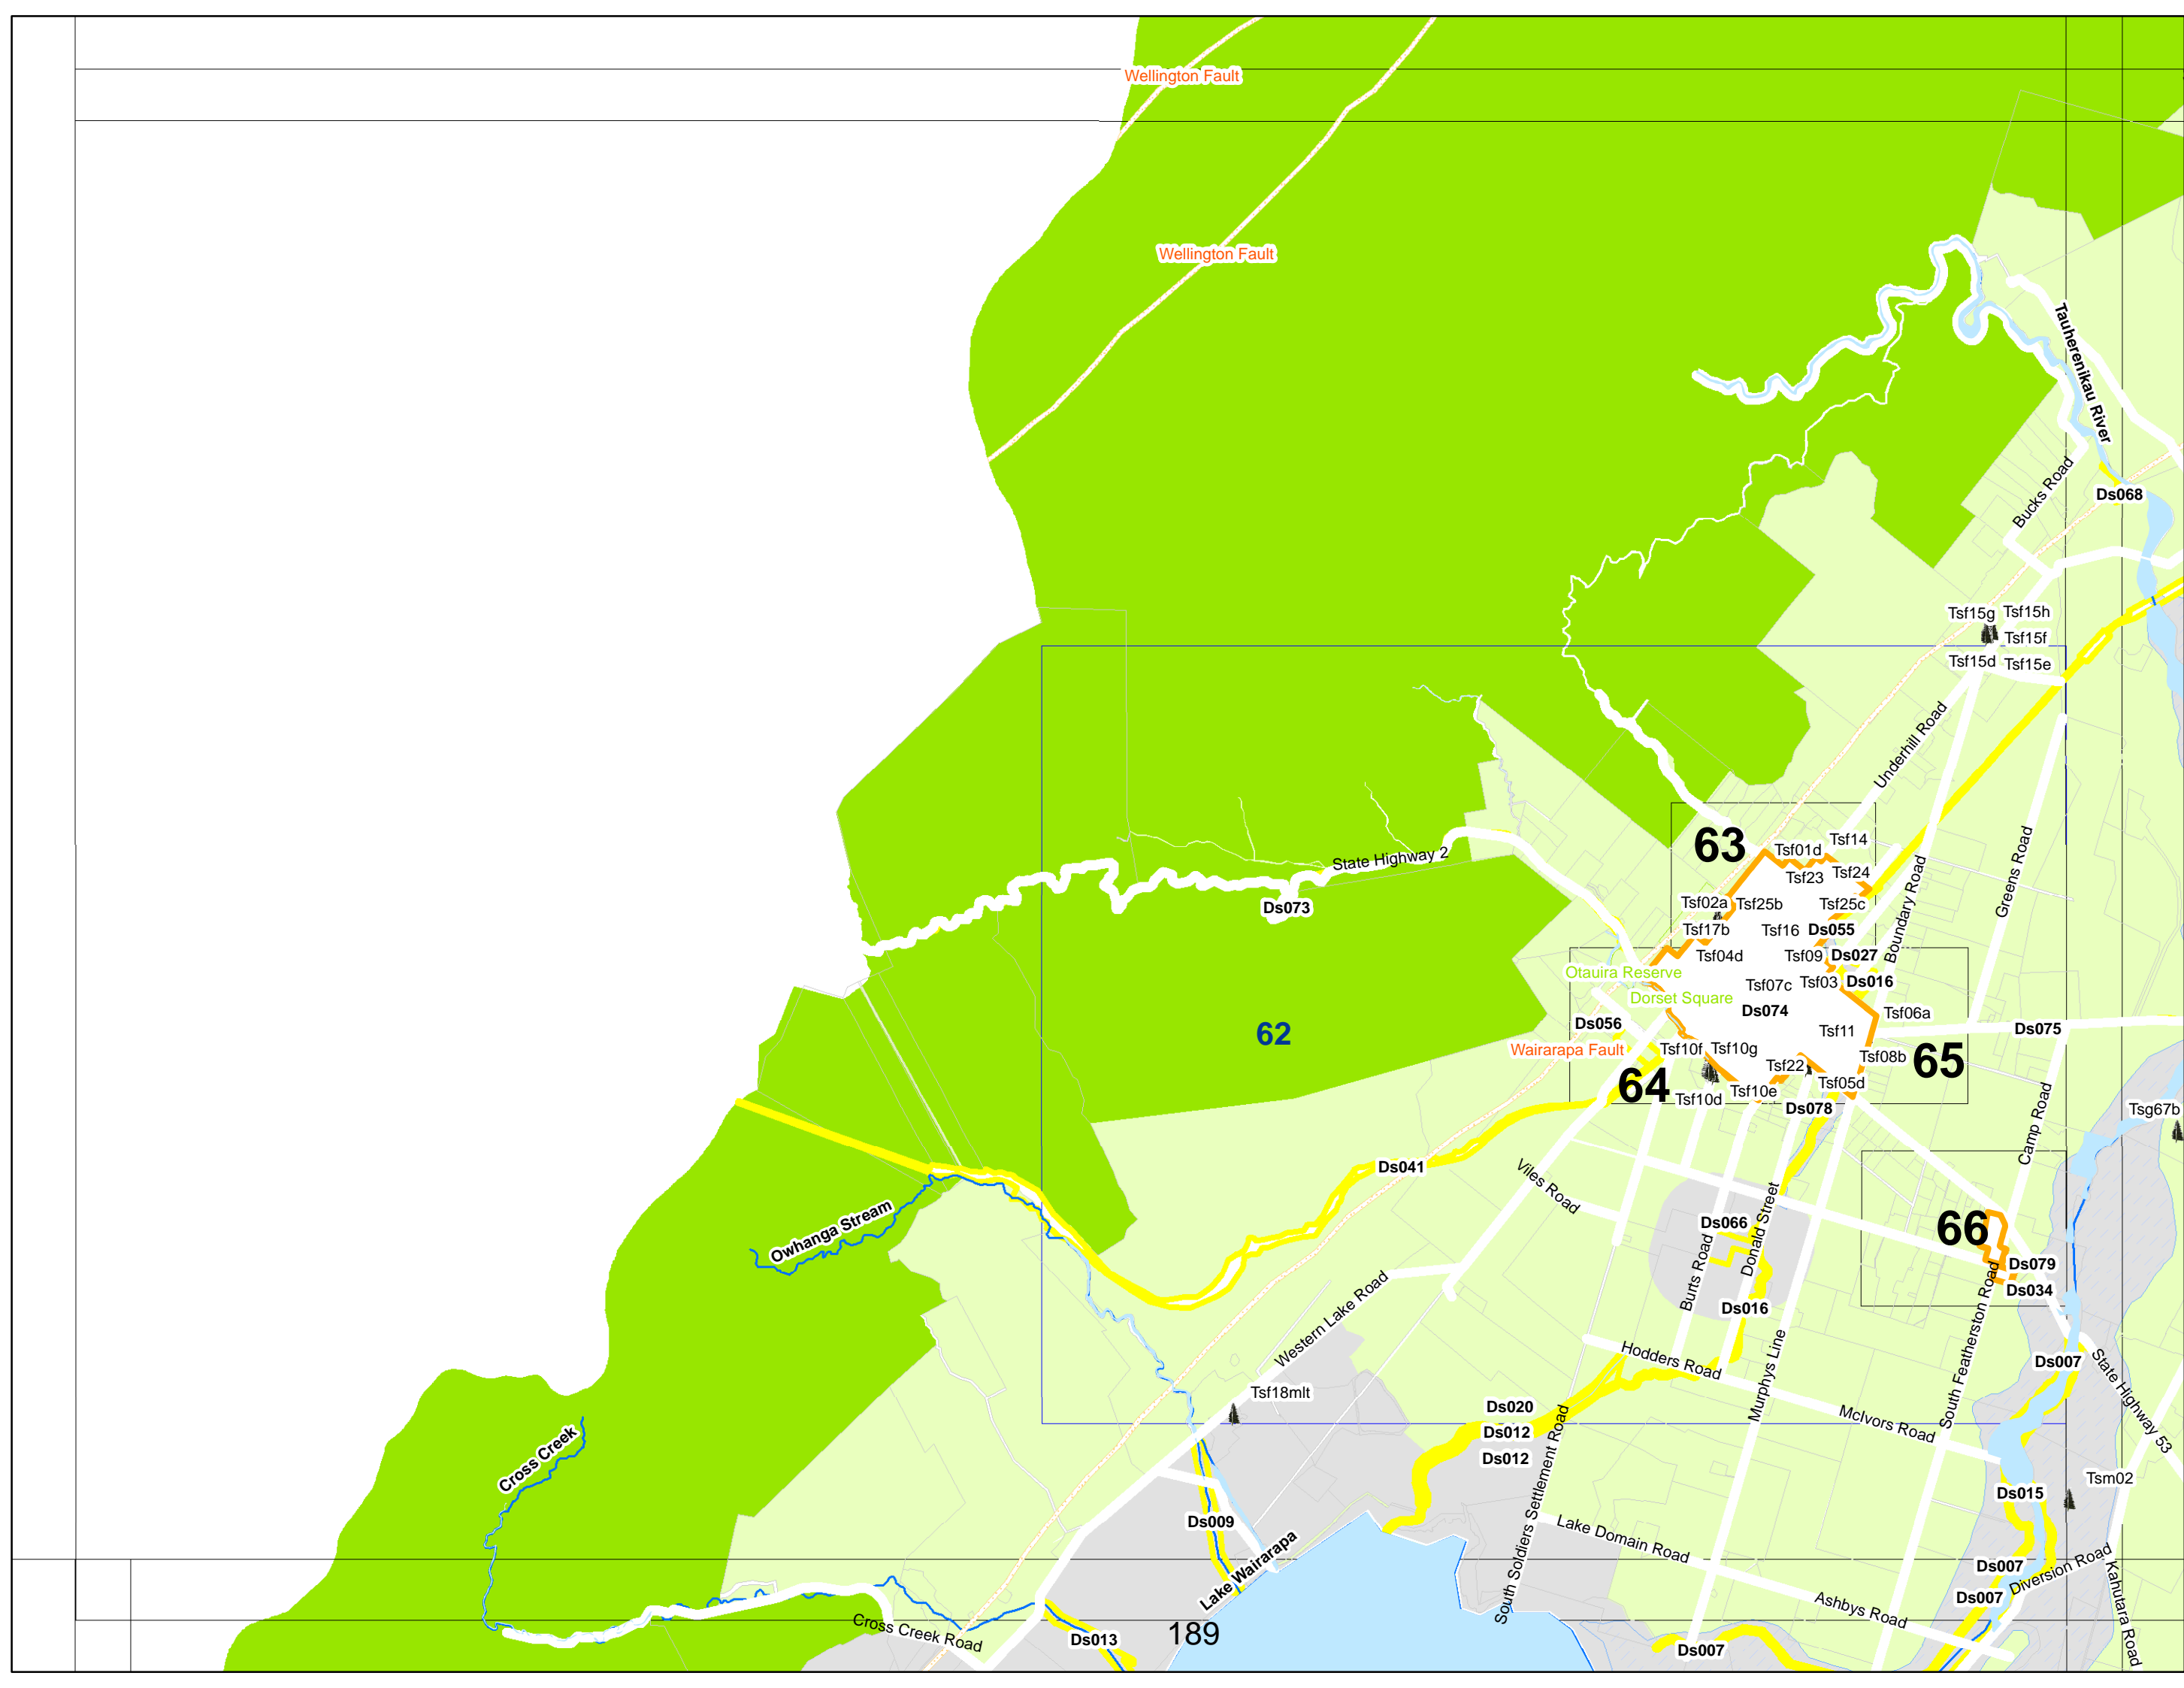 Wellington Fault
Wellington Fault
Tauherenikau River
Bucks Road
Ds068
Tsf15g
Tsf15h
Tsf15f
Tsf15d
Tsf15e
Underhill Road
63
Tsf14
Tsf01d
Tsf24
Tsf23
State Highway 2
Greens Road
Ds073
Tsf02a
Tsf25b
Tsf25c
Boundary Road
Tsf17b
Tsf16
Ds055
Tsf04d
Tsf09
Ds027
Otauira Reserve
Tsf07c
Tsf03
Ds016
Dorset Square
Ds074
Tsf06a
62
Ds056
Tsf11
Ds075
Wairarapa Fault
Tsf10f
Tsf10g
Tsf08b
65
Tsf22
64
Tsf10d
Tsf10e
Tsf05d
Ds078
Tsg67b
Camp Road
Ds041
Viles Road
Owhanga Stream
Ds066
Donald Street
66
Burts Road
Ds079
Ds034
Ds016
Western Lake Road
South Featherston Road
Hodders Road
Murphys Line
Ds007
State Highway 53
Tsf18mlt
Ds020
Ds012
Ds012
McIvors Road
Cross Creek
South Soldiers Settlement Road
Tsm02
Ds015
Ds009
Lake Domain Road
Lake Wairarapa
Ds007
Diversion Road
Ds007
Ashbys Road
Kahutara Road
Cross Creek Road
Ds013
189
Ds007